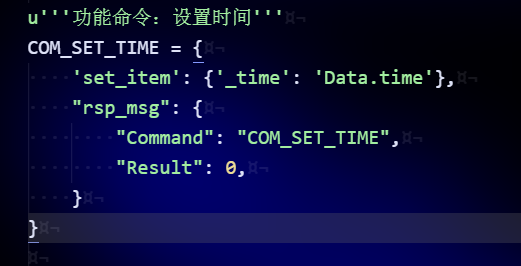 u'''功能命令：设置时间'''
COM_SET_TIME = {
    'set_item': {'_time': 'Data.time'},
    "rsp_msg": {
        "Command": "COM_SET_TIME",
        "Result": 0,
    }
}